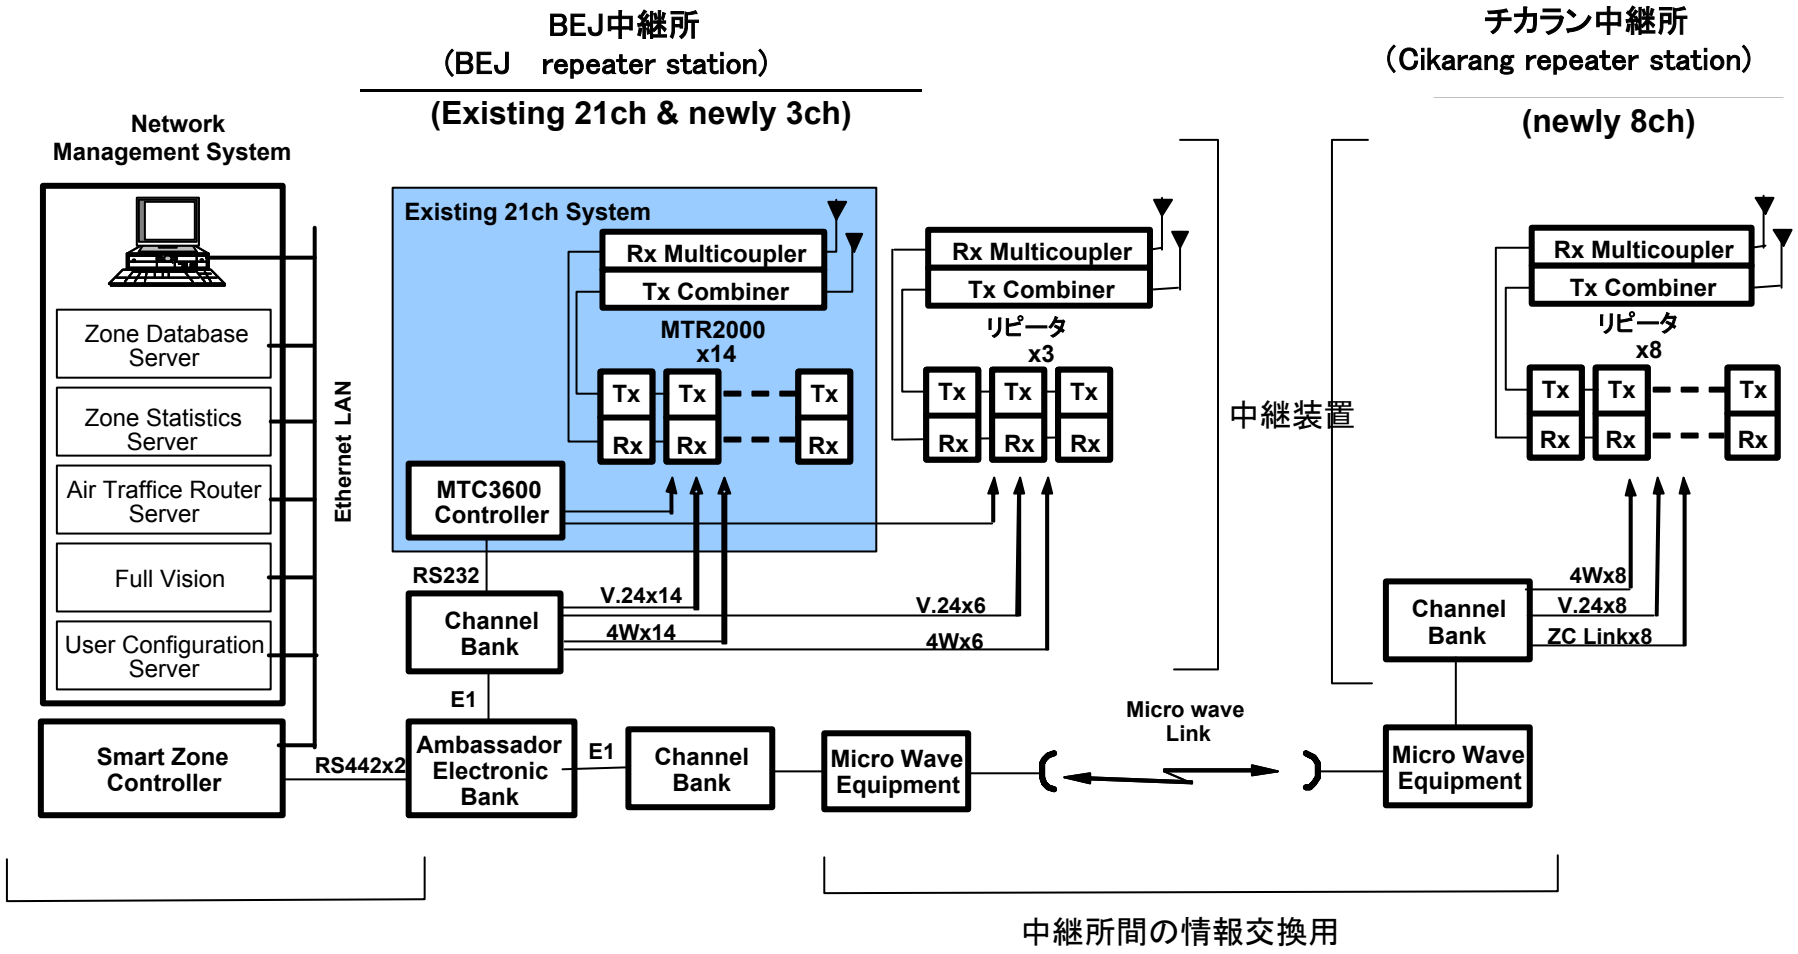 BEJ中継所
(BEJ repeater station)
(Existing 21ch & newly 3ch)
チカラン中継所
(Cikarang repeater station)
(newly 8ch)
Network
Management System
Zone Database
Server
Zone Statistics
Server
Air Traffice Router
Server
Full Vision
User Configuration
Server
Ethernet LAN
Smart Zone
Controller
RS442x2
Existing 21ch System
Rx Multicoupler
Tx Combiner
MTR2000
x14
Tx
Tx
Tx
Rx
Rx
Rx
MTC3600
Controller
RS232
Channel
Bank
V.24x14
4Wx14
V.24x6
4Wx6
E1
Ambassador
Electronic
Bank
E1
Channel
Bank
Micro Wave
Equipment
Rx Multicoupler
Tx Combiner
リピータ
x3
Tx
Tx
Tx
Rx
Rx
Rx
中継装置
Micro wave
Link
Rx Multicoupler
Tx Combiner
リピータ
x8
Tx
Tx
Tx
Rx
Rx
Rx
Channel
Bank
4Wx8
V.24x8
ZC Linkx8
Micro Wave
Equipment
中継所間の情報交換用